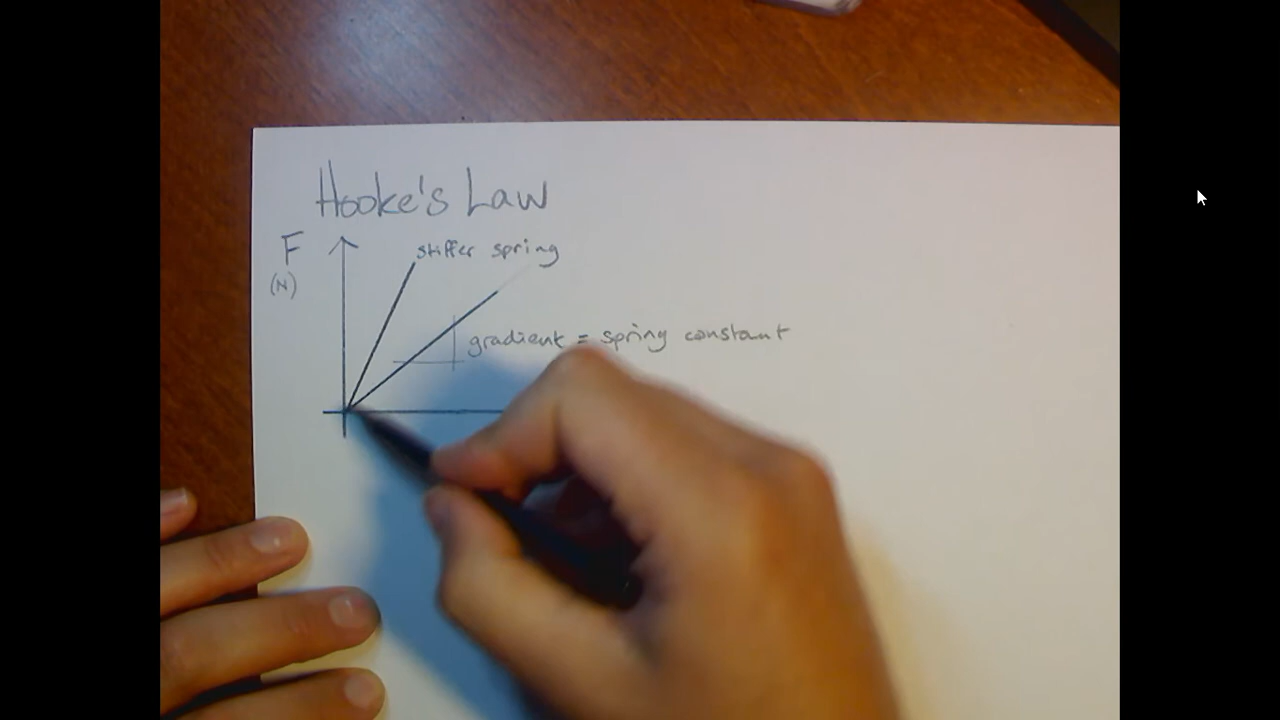 Hooke's Law
F
(N)
stiffer spring
gradient = spring constant